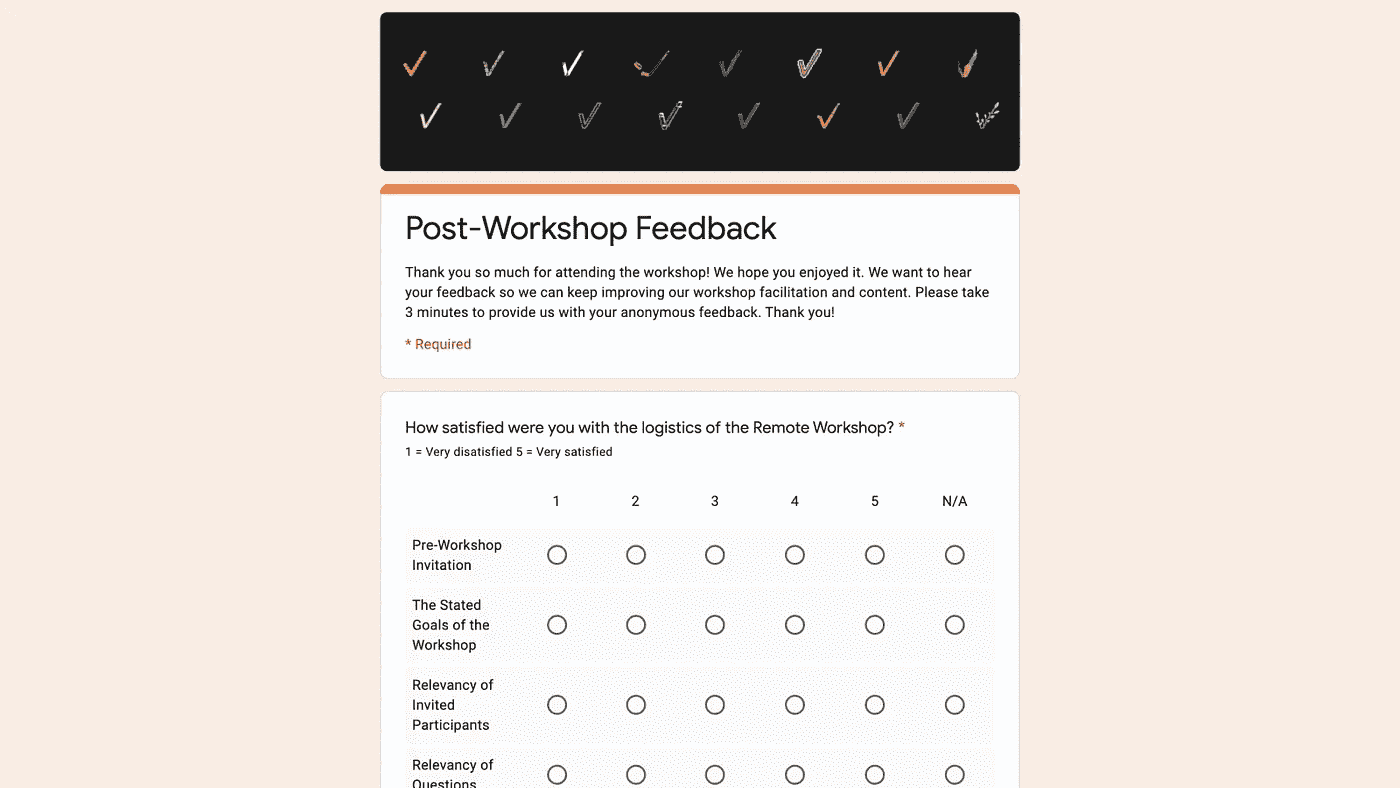 Post-Workshop Feedback
Thank you so much for attending the workshop! We hope you enjoyed it. We want to hear
your feedback so we can keep improving our workshop facilitation and content. Please take
3 minutes to provide us with your anonymous feedback. Thank you!
* Required
How satisfied were you with the logistics of the Remote Workshop? *
1 = Very disatisfied 5 = Very satisfied
1 2 3 4 5 N/A
Pre-Workshop
Invitation
The Stated
Goals of the
Workshop
Relevancy of
Invited
Participants
Relevancy of
Questions